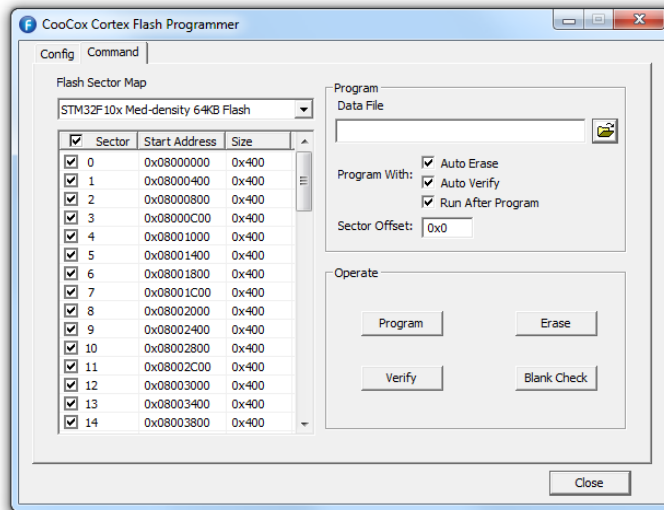 CooCox Cortex Flash Programmer
Config Command
Flash Sector Map
STM32F10x Med-density 64KB Flash
Sector Start Address Size
0 0x08000000 0x400
1 0x08000400 0x400
2 0x08000800 0x400
3 0x08000C00 0x400
4 0x08001000 0x400
5 0x08001400 0x400
6 0x08001800 0x400
7 0x08001C00 0x400
8 0x08002000 0x400
9 0x08002400 0x400
10 0x08002800 0x400
11 0x08002C00 0x400
12 0x08003000 0x400
13 0x08003400 0x400
14 0x08003800 0x400
Program
Data File
Program With:
Auto Erase
Auto Verify
Run After Program
Sector Offset: 0x0
Operate
Program Erase
Verify Blank Check
Close